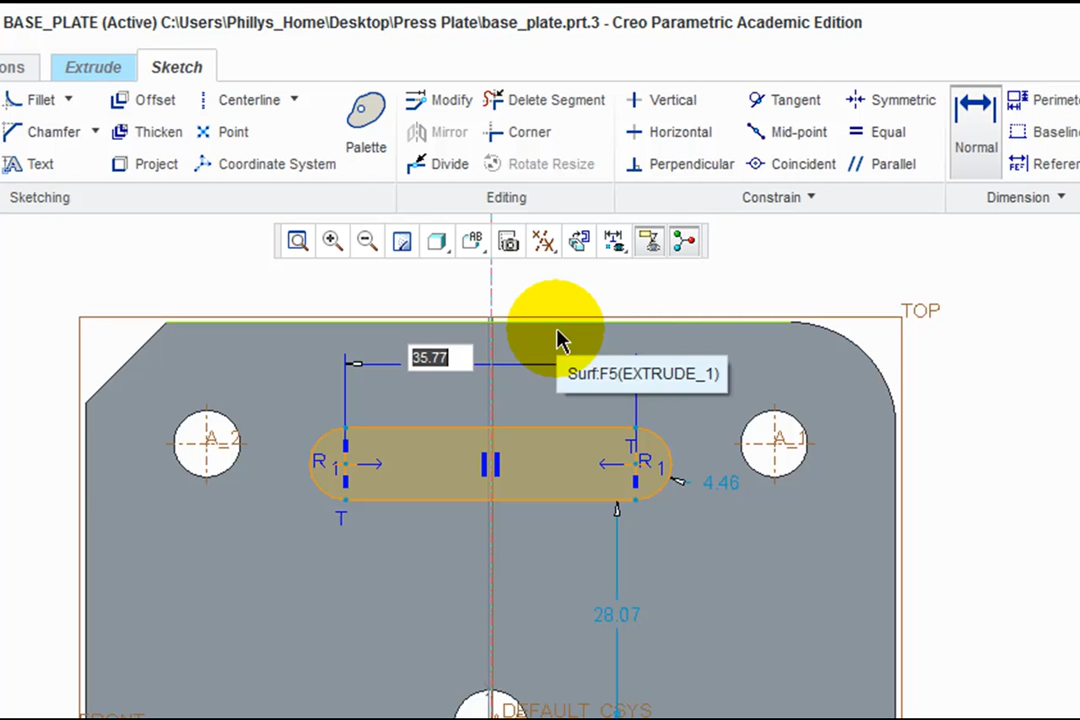 BASE_PLATE (Active) C:\Users\Phillys_Home\Desktop\Press Plate\base_plate.prt.3 - Creo Parametric Academic Edition
ons Extrude Sketch
Fillet Offset Centerline Modify Delete Segment Vertical Tangent Symmetric Perimete
Chamfer Thicken Point Palette Mirror Corner Horizontal Mid-point Equal Normal Baselin
Text Project Coordinate System Divide Rotate Resize Perpendicular Coincident Parallel Referen
Sketching Editing Constrain Dimension
TOP
35.77
Surf:F5(EXTRUDE_1)
A_2 A_1
T
R 1 R 1
4.46
T
28.07
DEFAULT_CSYS
FRONT